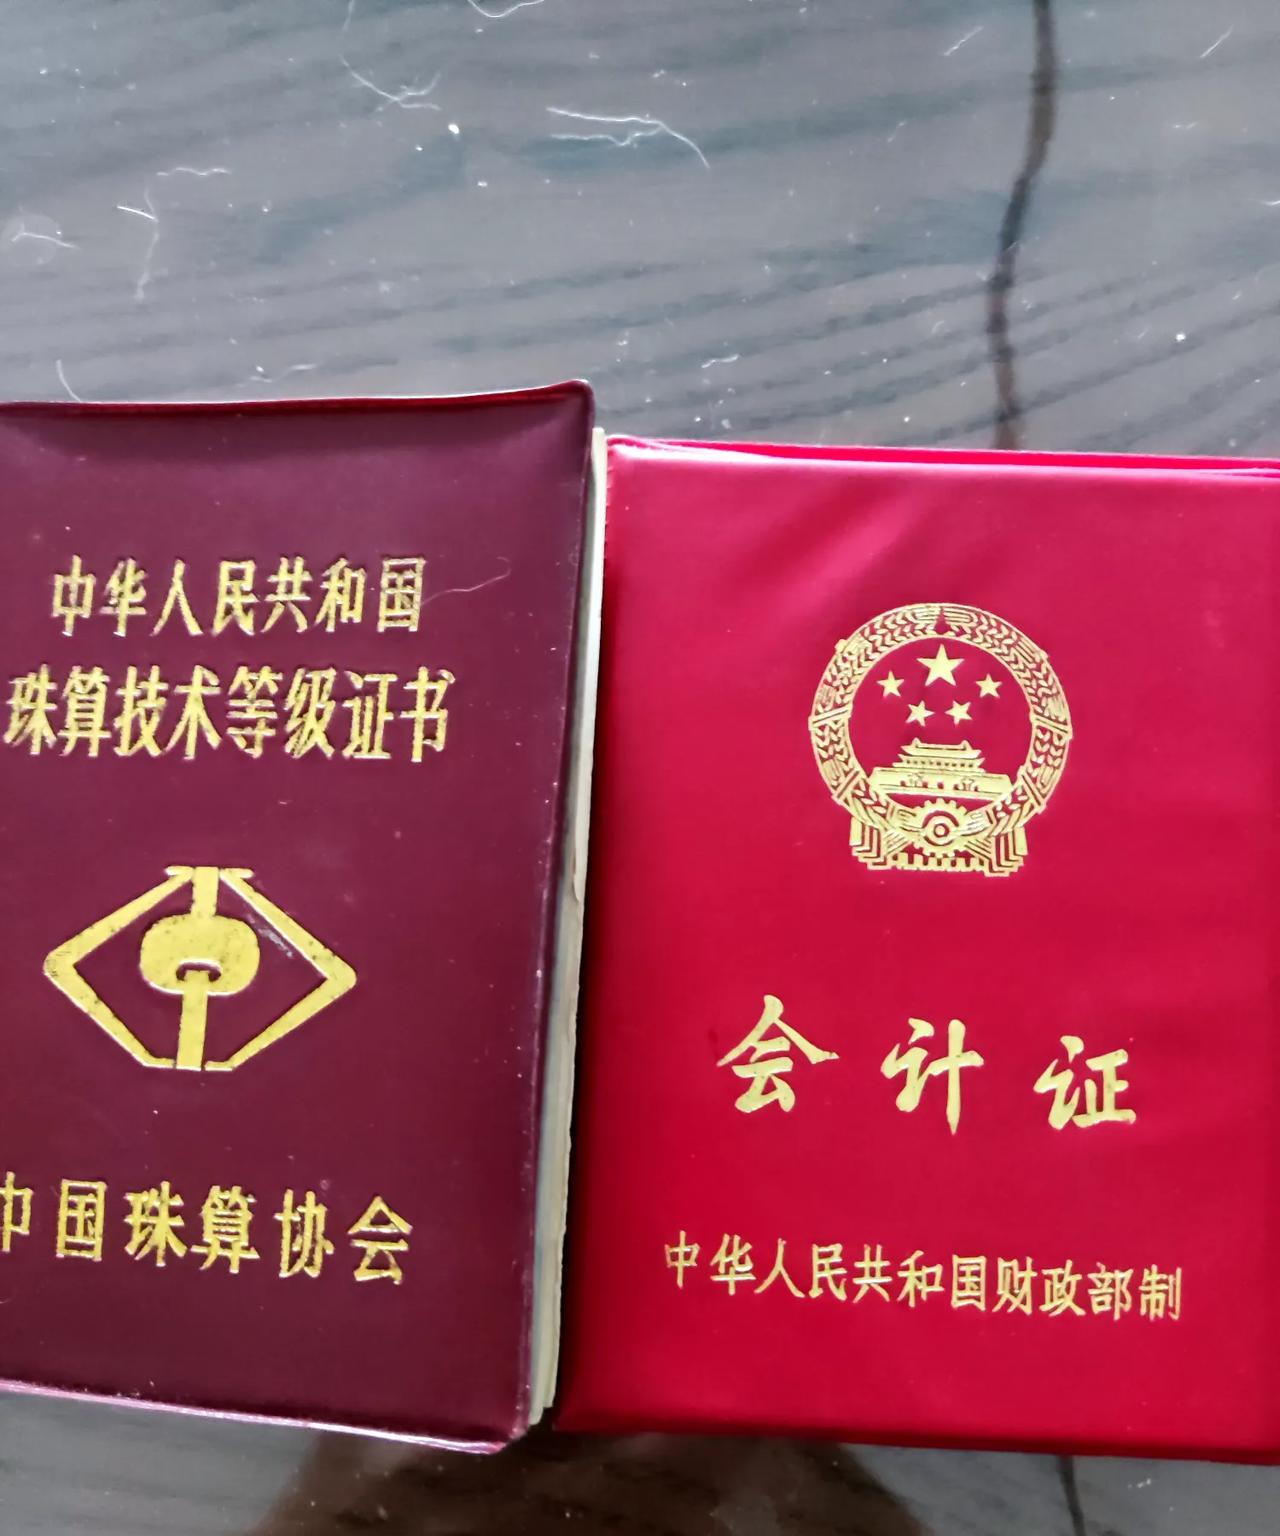 中华人民共和国
珠算技术等级证书
中国珠算协会
会计证
中华人民共和国财政部制